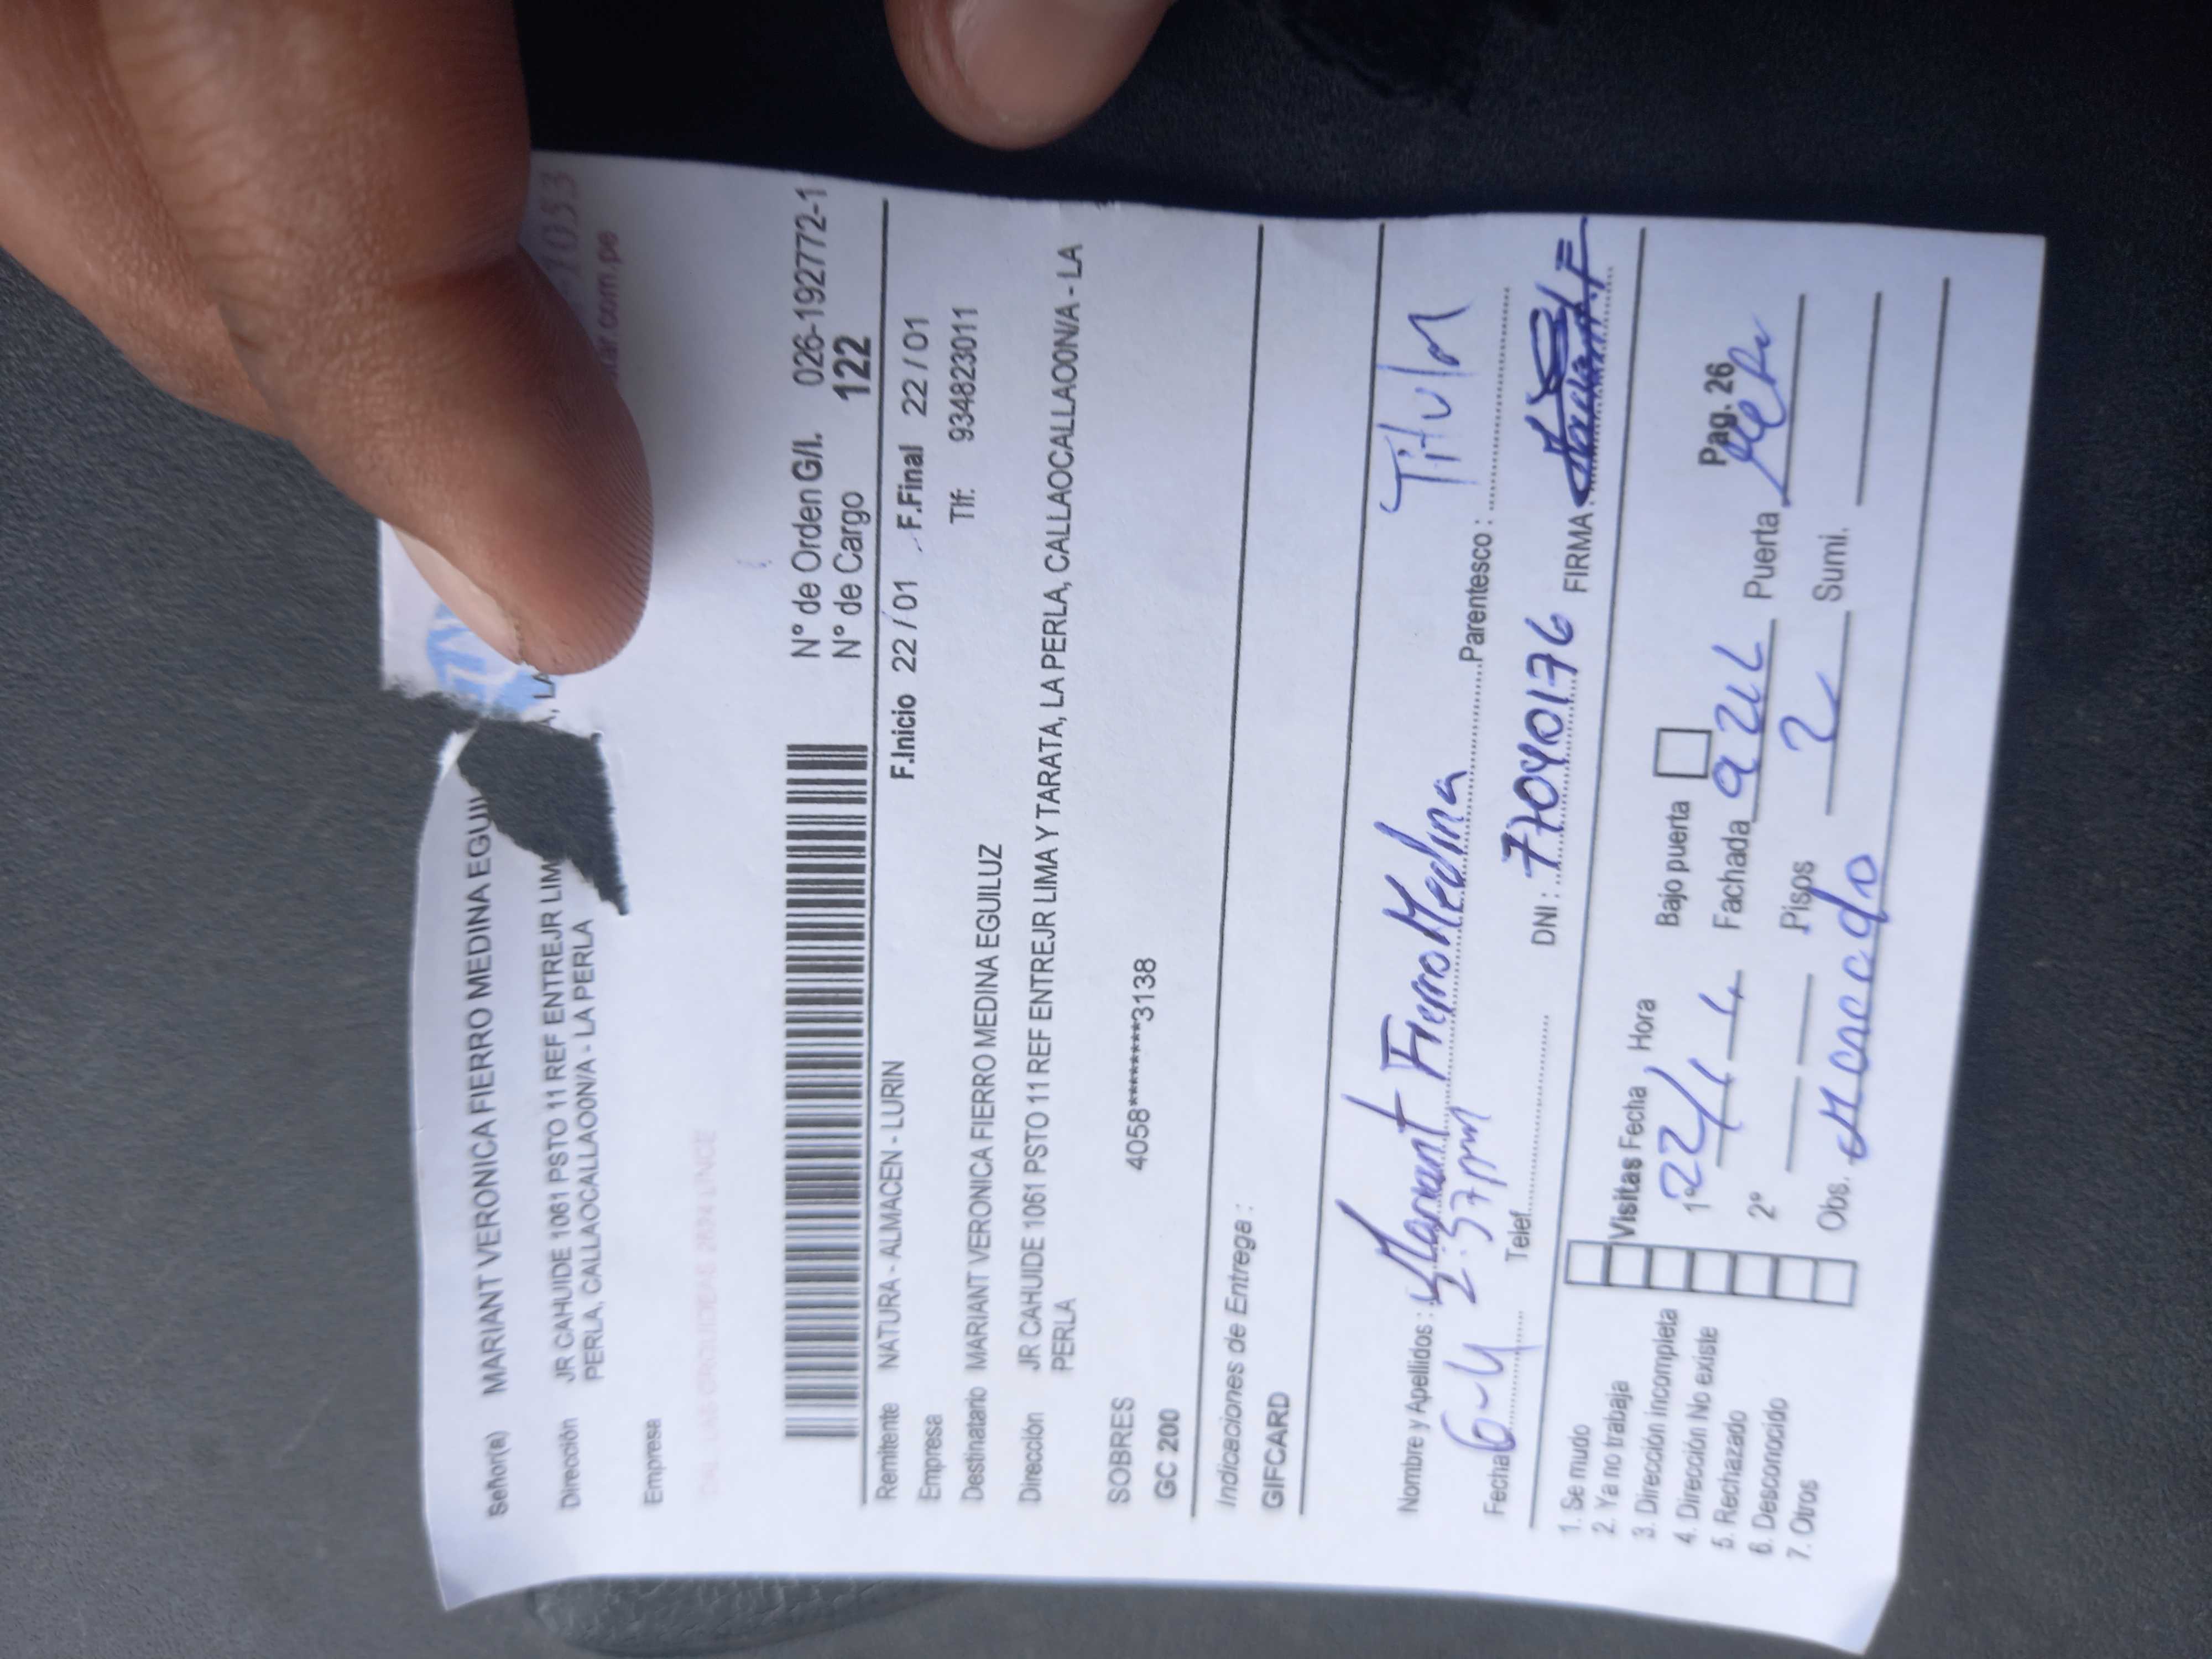 Señor(a) MARIANT VERONICA FIERRO MEDINA EGUI
Dirección JR CAHUIDE 1061 PSTO 11 REF ENTREJR LIM A, LA
PERLA, CALLAOCALLAOON/A - LA PERLA
Empresa
N° de Orden G/I. 026-192772-1
N° de Cargo 122
Remitente NATURA - ALMACEN - LURIN F.Inicio 22 / 01 F.Final 22 / 01
Empresa
Destinatario MARIANT VERONICA FIERRO MEDINA EGUILUZ Tlf: 934823011
Dirección JR CAHUIDE 1061 PSTO 11 REF ENTREJR LIMA Y TARATA, LA PERLA, CALLAOCALLAOON/A - LA
PERLA
SOBRES 4058********3138
GC 200
Indicaciones de Entrega :
GIFCARD
Nombre y Apellidos : Mariant Fierro Medina Parentesco : Titular
Fecha 2:37pm Telef. DNI : 77040176 FIRMA
1. Se mudo
2. Ya no trabaja
3. Dirección incompleta
4. Dirección No existe
5. Rechazado
6. Desconocido
7. Otros
Visitas Fecha Hora Bajo puerta Pag. 26
1° 22/1 Fachada azul Puerta
2° Pisos 2 Sumi.
Obs. Mercado